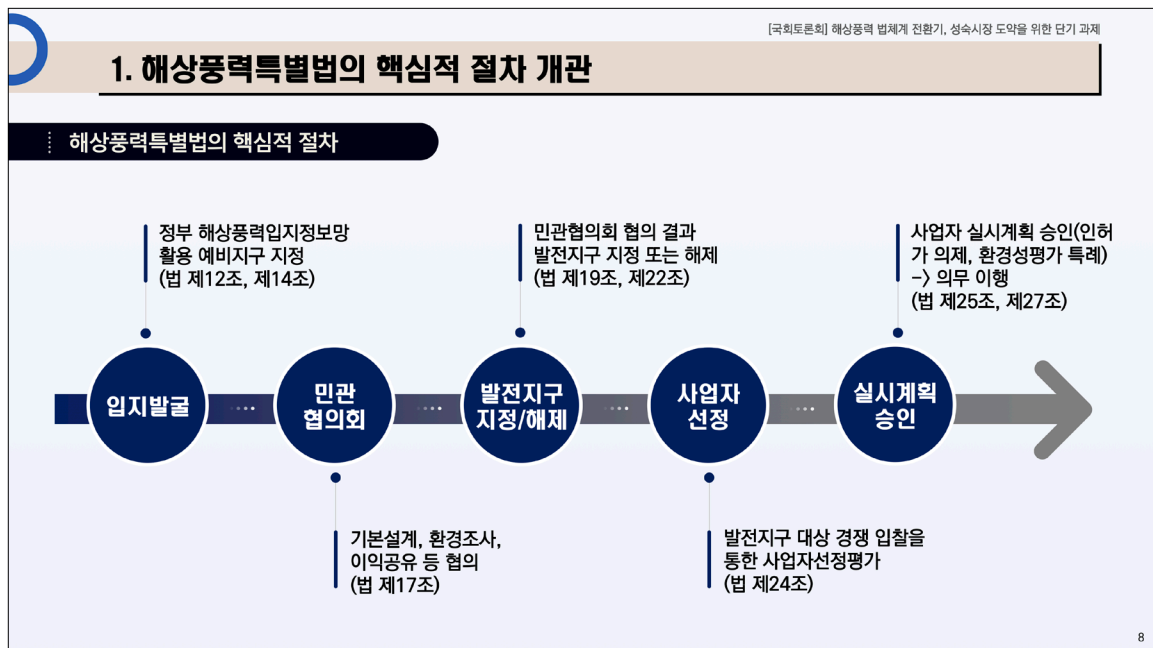 [국회토론회] 해상풍력 법체계 전환기, 성숙시장 도약을 위한 단기 과제
1. 해상풍력특별법의 핵심적 절차 개관
해상풍력특별법의 핵심적 절차
정부 해상풍력입지정보망
활용 예비지구 지정
(법 제12조, 제14조)
민관협의회 협의 결과
발전지구 지정 또는 해제
(법 제19조, 제22조)
사업자 실시계획 승인(인허
가 의제, 환경성평가 특례)
-> 의무 이행
(법 제25조, 제27조)
입지발굴
민관
협의회
발전지구
지정/해제
사업자
선정
실시계획
승인
기본설계, 환경조사,
이익공유 등 협의
(법 제17조)
발전지구 대상 경쟁 입찰을
통한 사업자선정평가
(법 제24조)
8